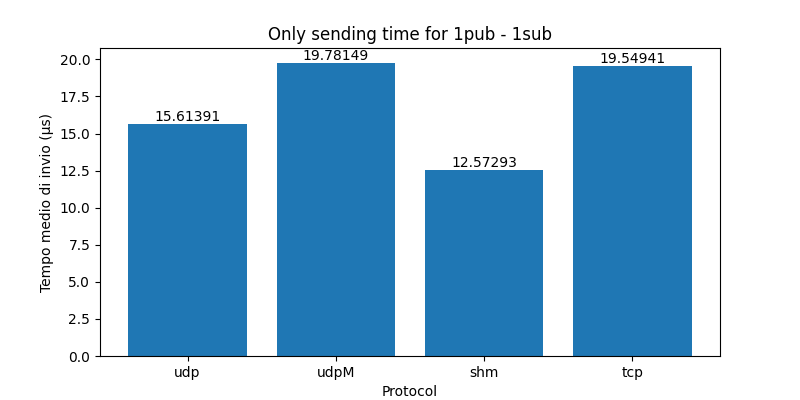 Only sending time for 1pub - 1sub
Tempo medio di invio (µs)
20.0
17.5
15.0
12.5
10.0
7.5
5.0
2.5
0.0
15.61391
19.78149
12.57293
19.54941
udp
udpM
shm
tcp
Protocol